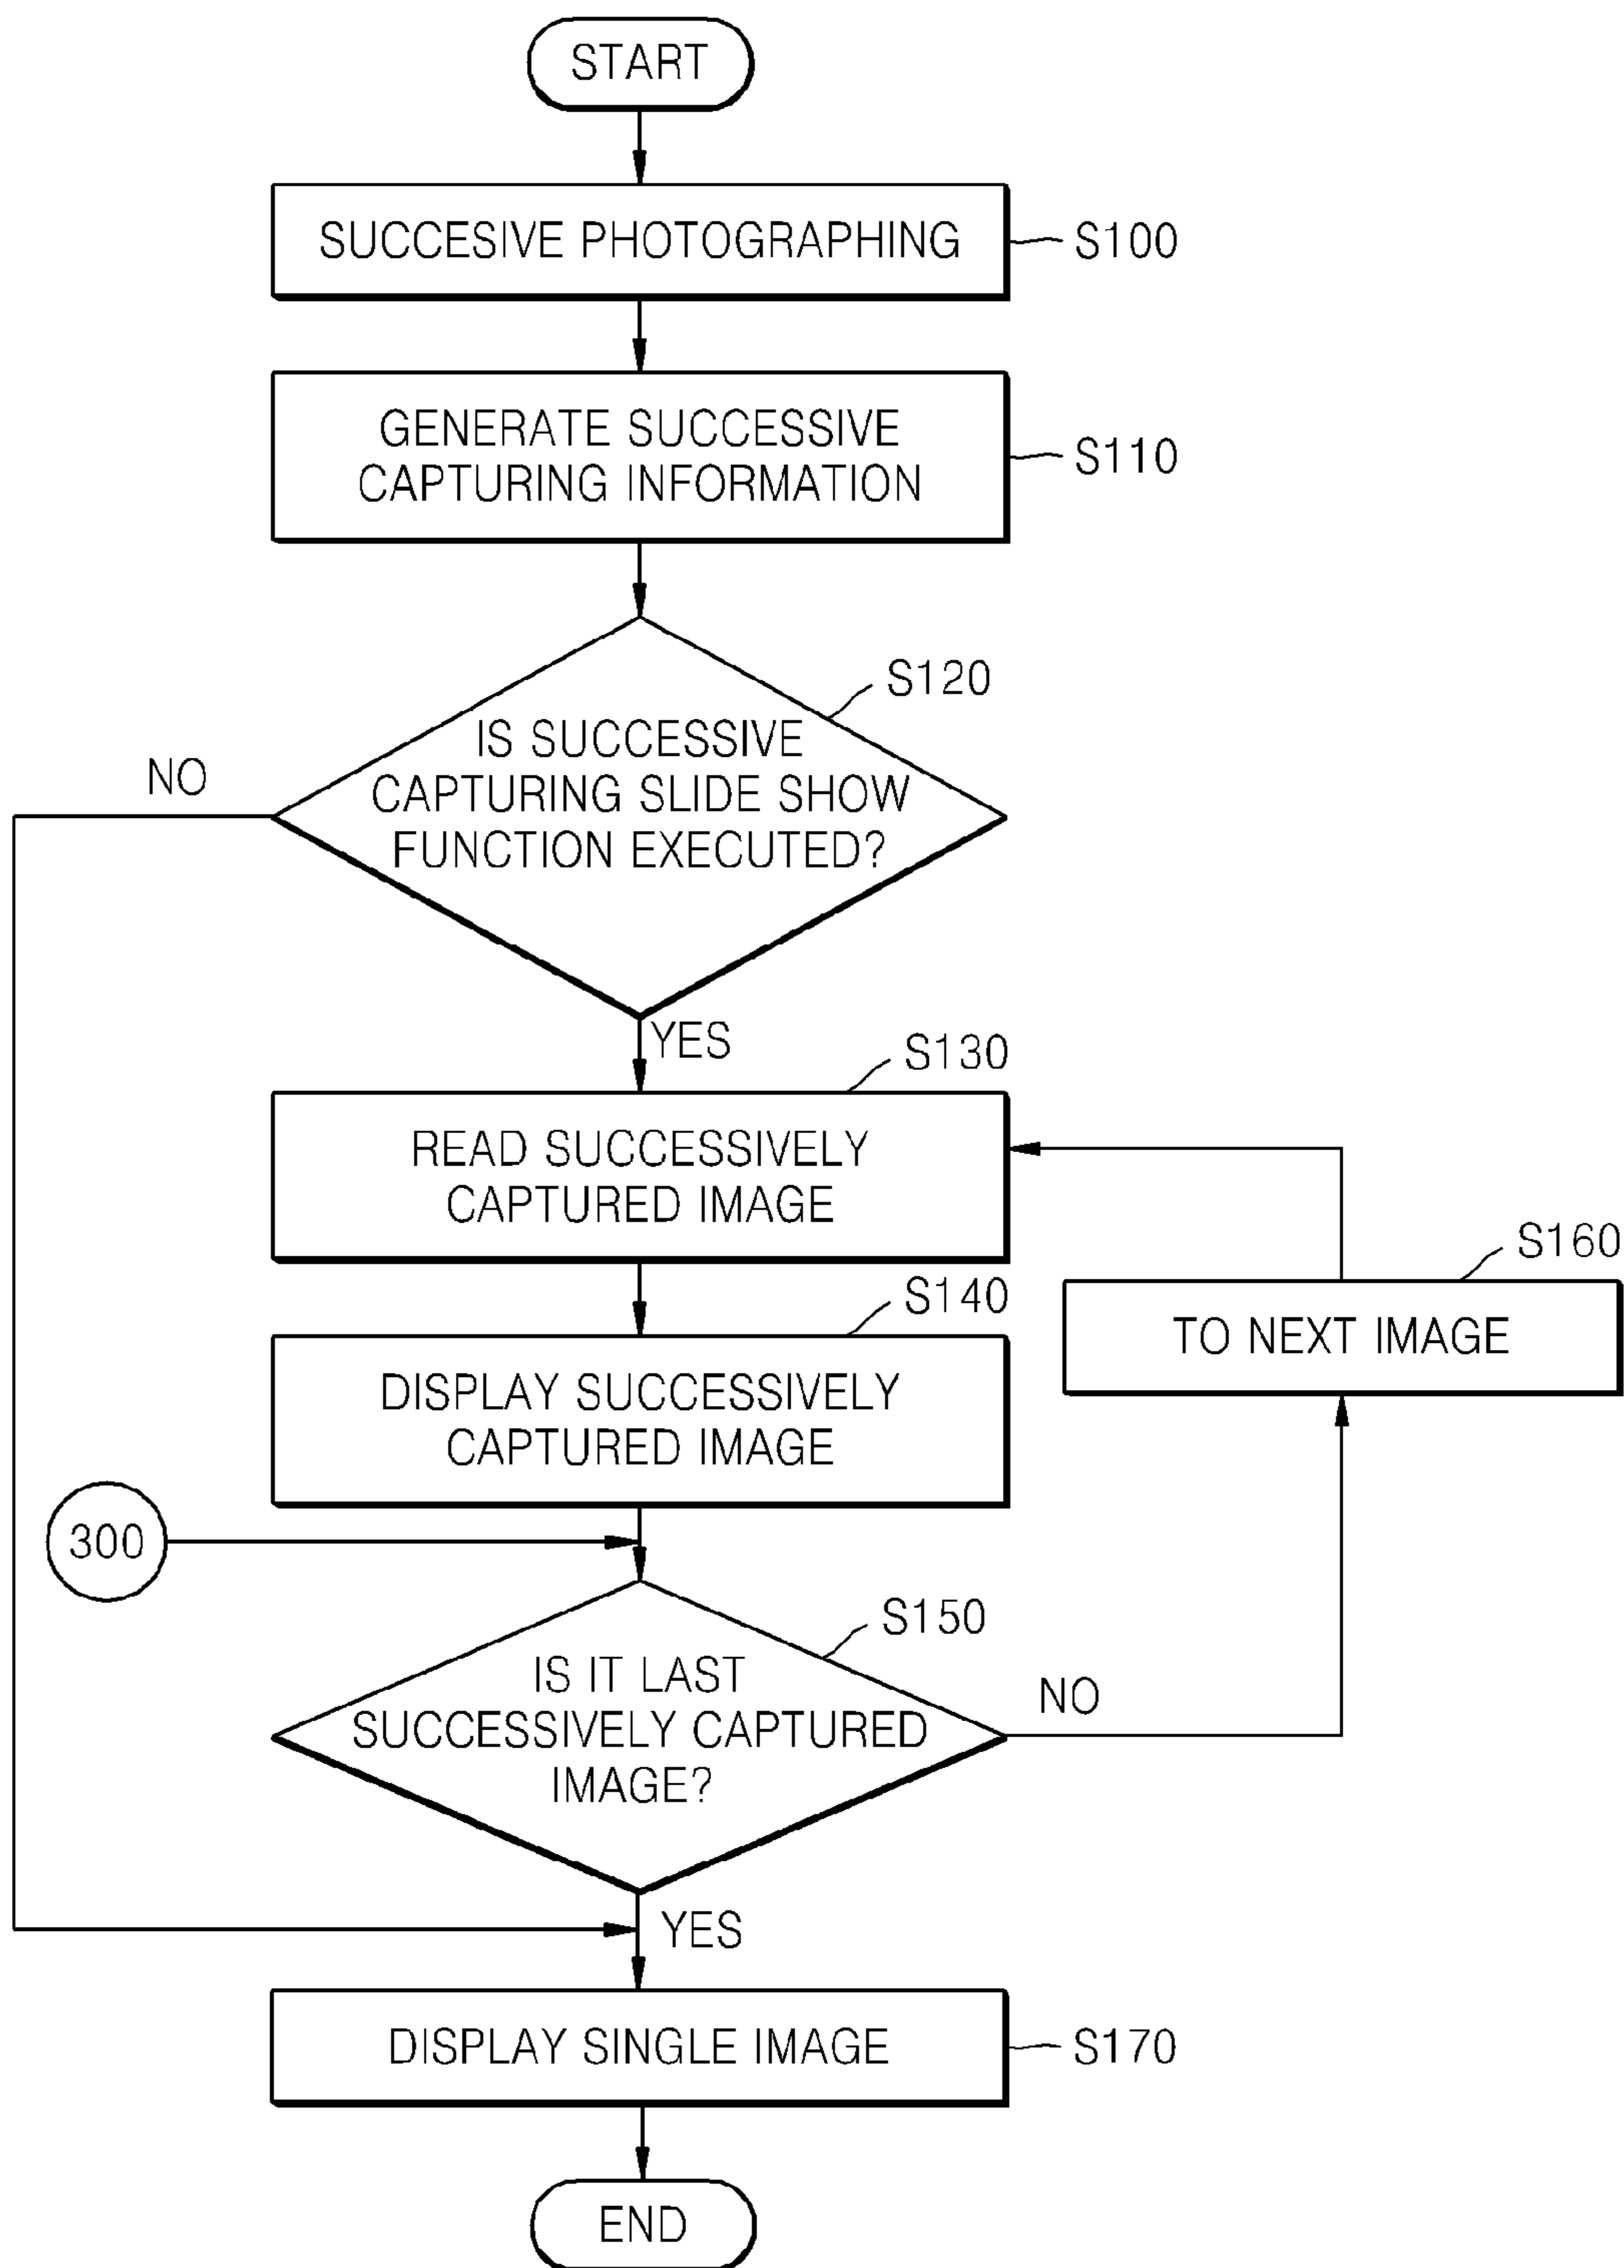 START
SUCCESIVE PHOTOGRAPHING
S100
GENERATE SUCCESSIVE
CAPTURING INFORMATION
S110
S120
IS SUCCESSIVE
CAPTURING SLIDE SHOW
FUNCTION EXECUTED?
NO
YES
S130
READ SUCCESSIVELY
CAPTURED IMAGE
S160
TO NEXT IMAGE
S140
DISPLAY SUCCESSIVELY
CAPTURED IMAGE
300
S150
IS IT LAST
SUCCESSIVELY CAPTURED
IMAGE?
NO
YES
DISPLAY SINGLE IMAGE
S170
END